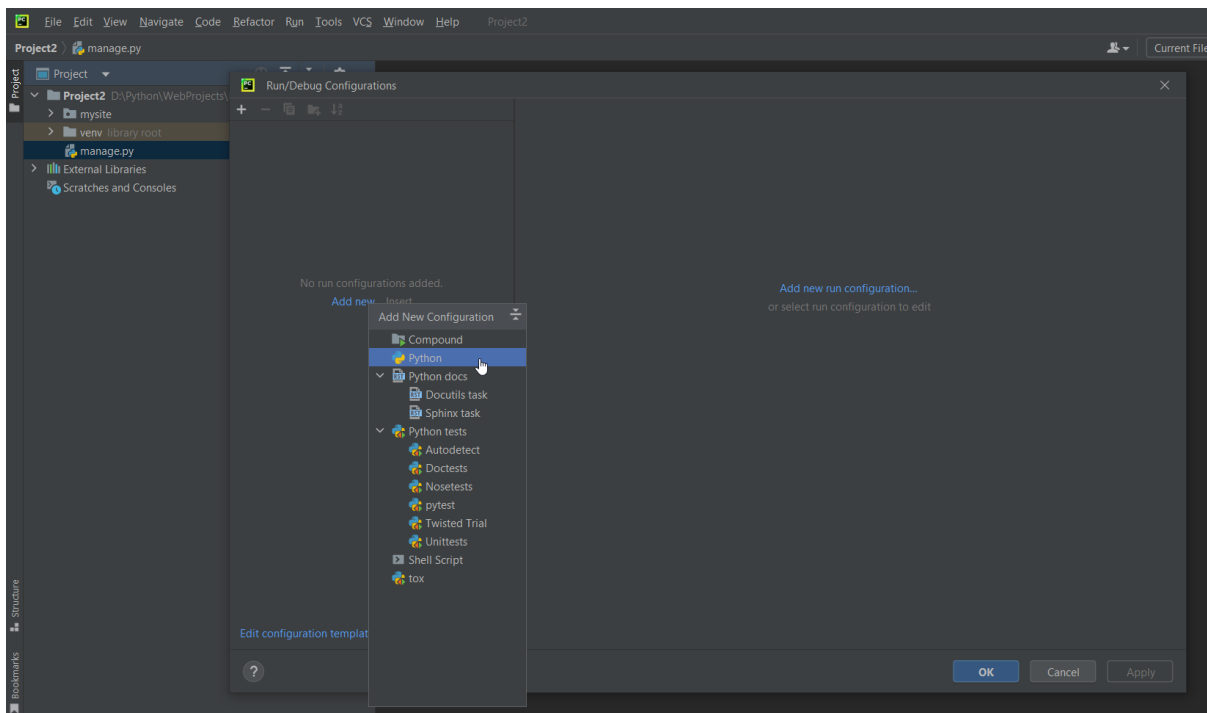 File Edit View Navigate Code Refactor Run Tools VCS Window Help Project2
Project2 manage.py Current File
Project
Project
Project2 D:\Python\WebProjects\
mysite
venv library root
manage.py
External Libraries
Scratches and Consoles
Structure
Bookmarks
Run/Debug Configurations
No run configurations added.
Add new... Insert
Add New Configuration
Compound
Python
Python docs
Docutils task
Sphinx task
Python tests
Autodetect
Doctests
Nosetests
pytest
Twisted Trial
Unittests
Shell Script
tox
Edit configuration templat
Add new run configuration...
or select run configuration to edit
?
OK Cancel Apply